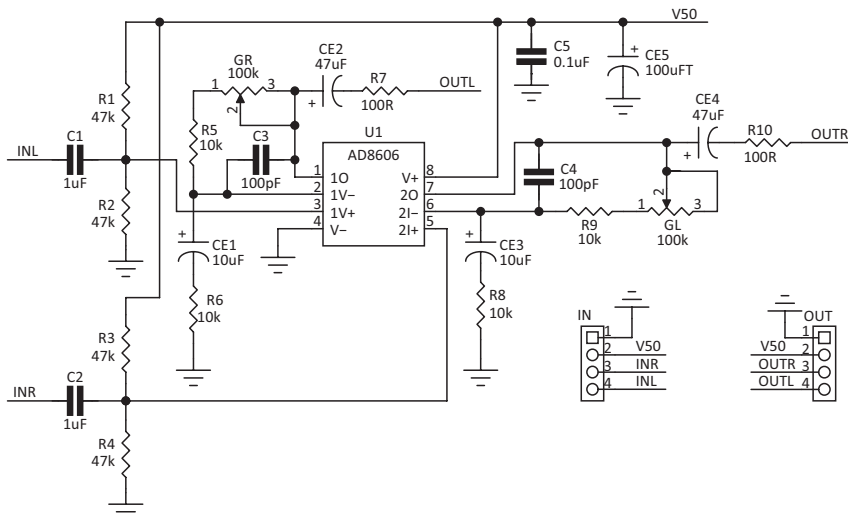 V50
CE2
47uF
GR
100k
1
3
2
R7
100R
OUTL
C5
0.1uF
+
CE5
100uFT
R1
47k
R5
10k
C3
100pF
+
U1
AD8606
CE4
47uF
+
R10
100R
OUTR
INL
C1
1uF
1
2
3
4
1O
1V−
1V+
V−
V+
2O
2I−
2I+
8
7
6
5
C4
100pF
2
1
3
GL
100k
R9
10k
R2
47k
+
CE1
10uF
+
CE3
10uF
R6
10k
R8
10k
R3
47k
INR
C2
1uF
R4
47k
IN
1
2
3
4
V50
INR
INL
OUT
1
2
3
4
V50
OUTR
OUTL